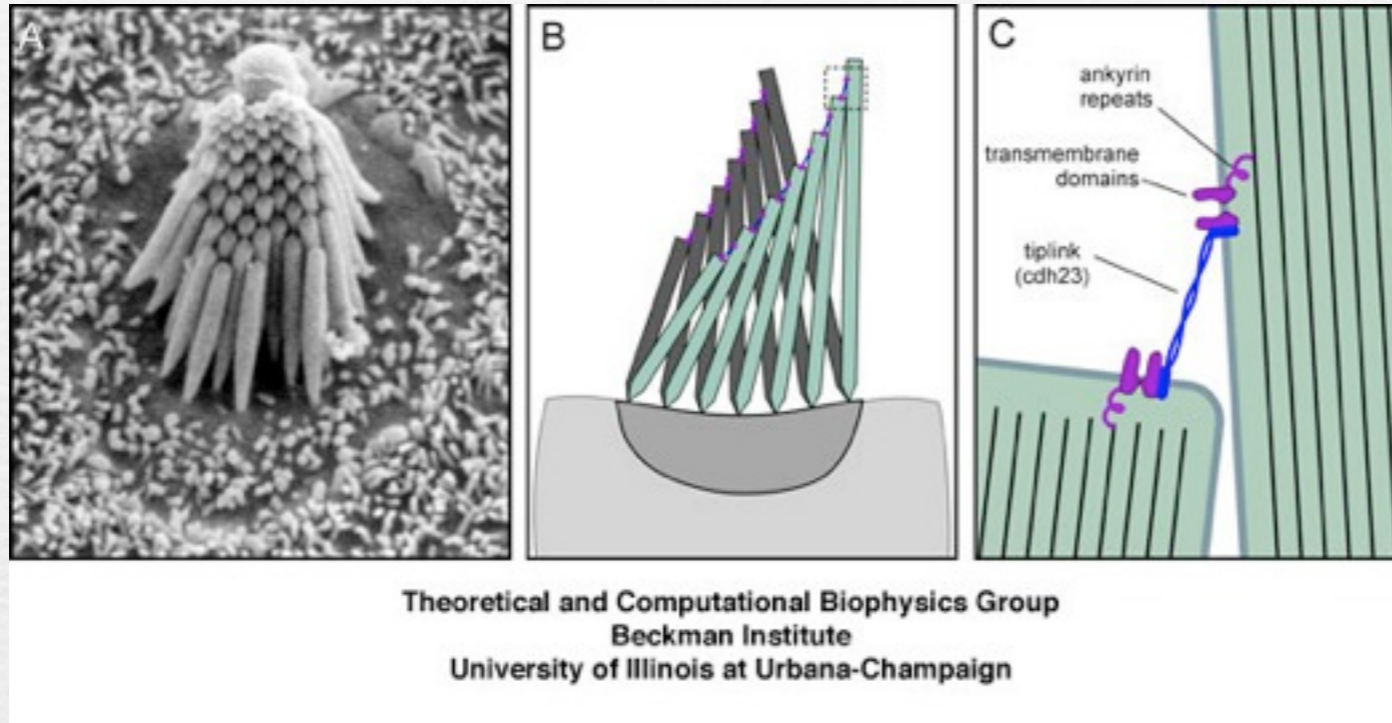 A
B
C
ankyrin
repeats
transmembrane
domains
tiplink
(cdh23)
Theoretical and Computational Biophysics Group
Beckman Institute
University of Illinois at Urbana-Champaign